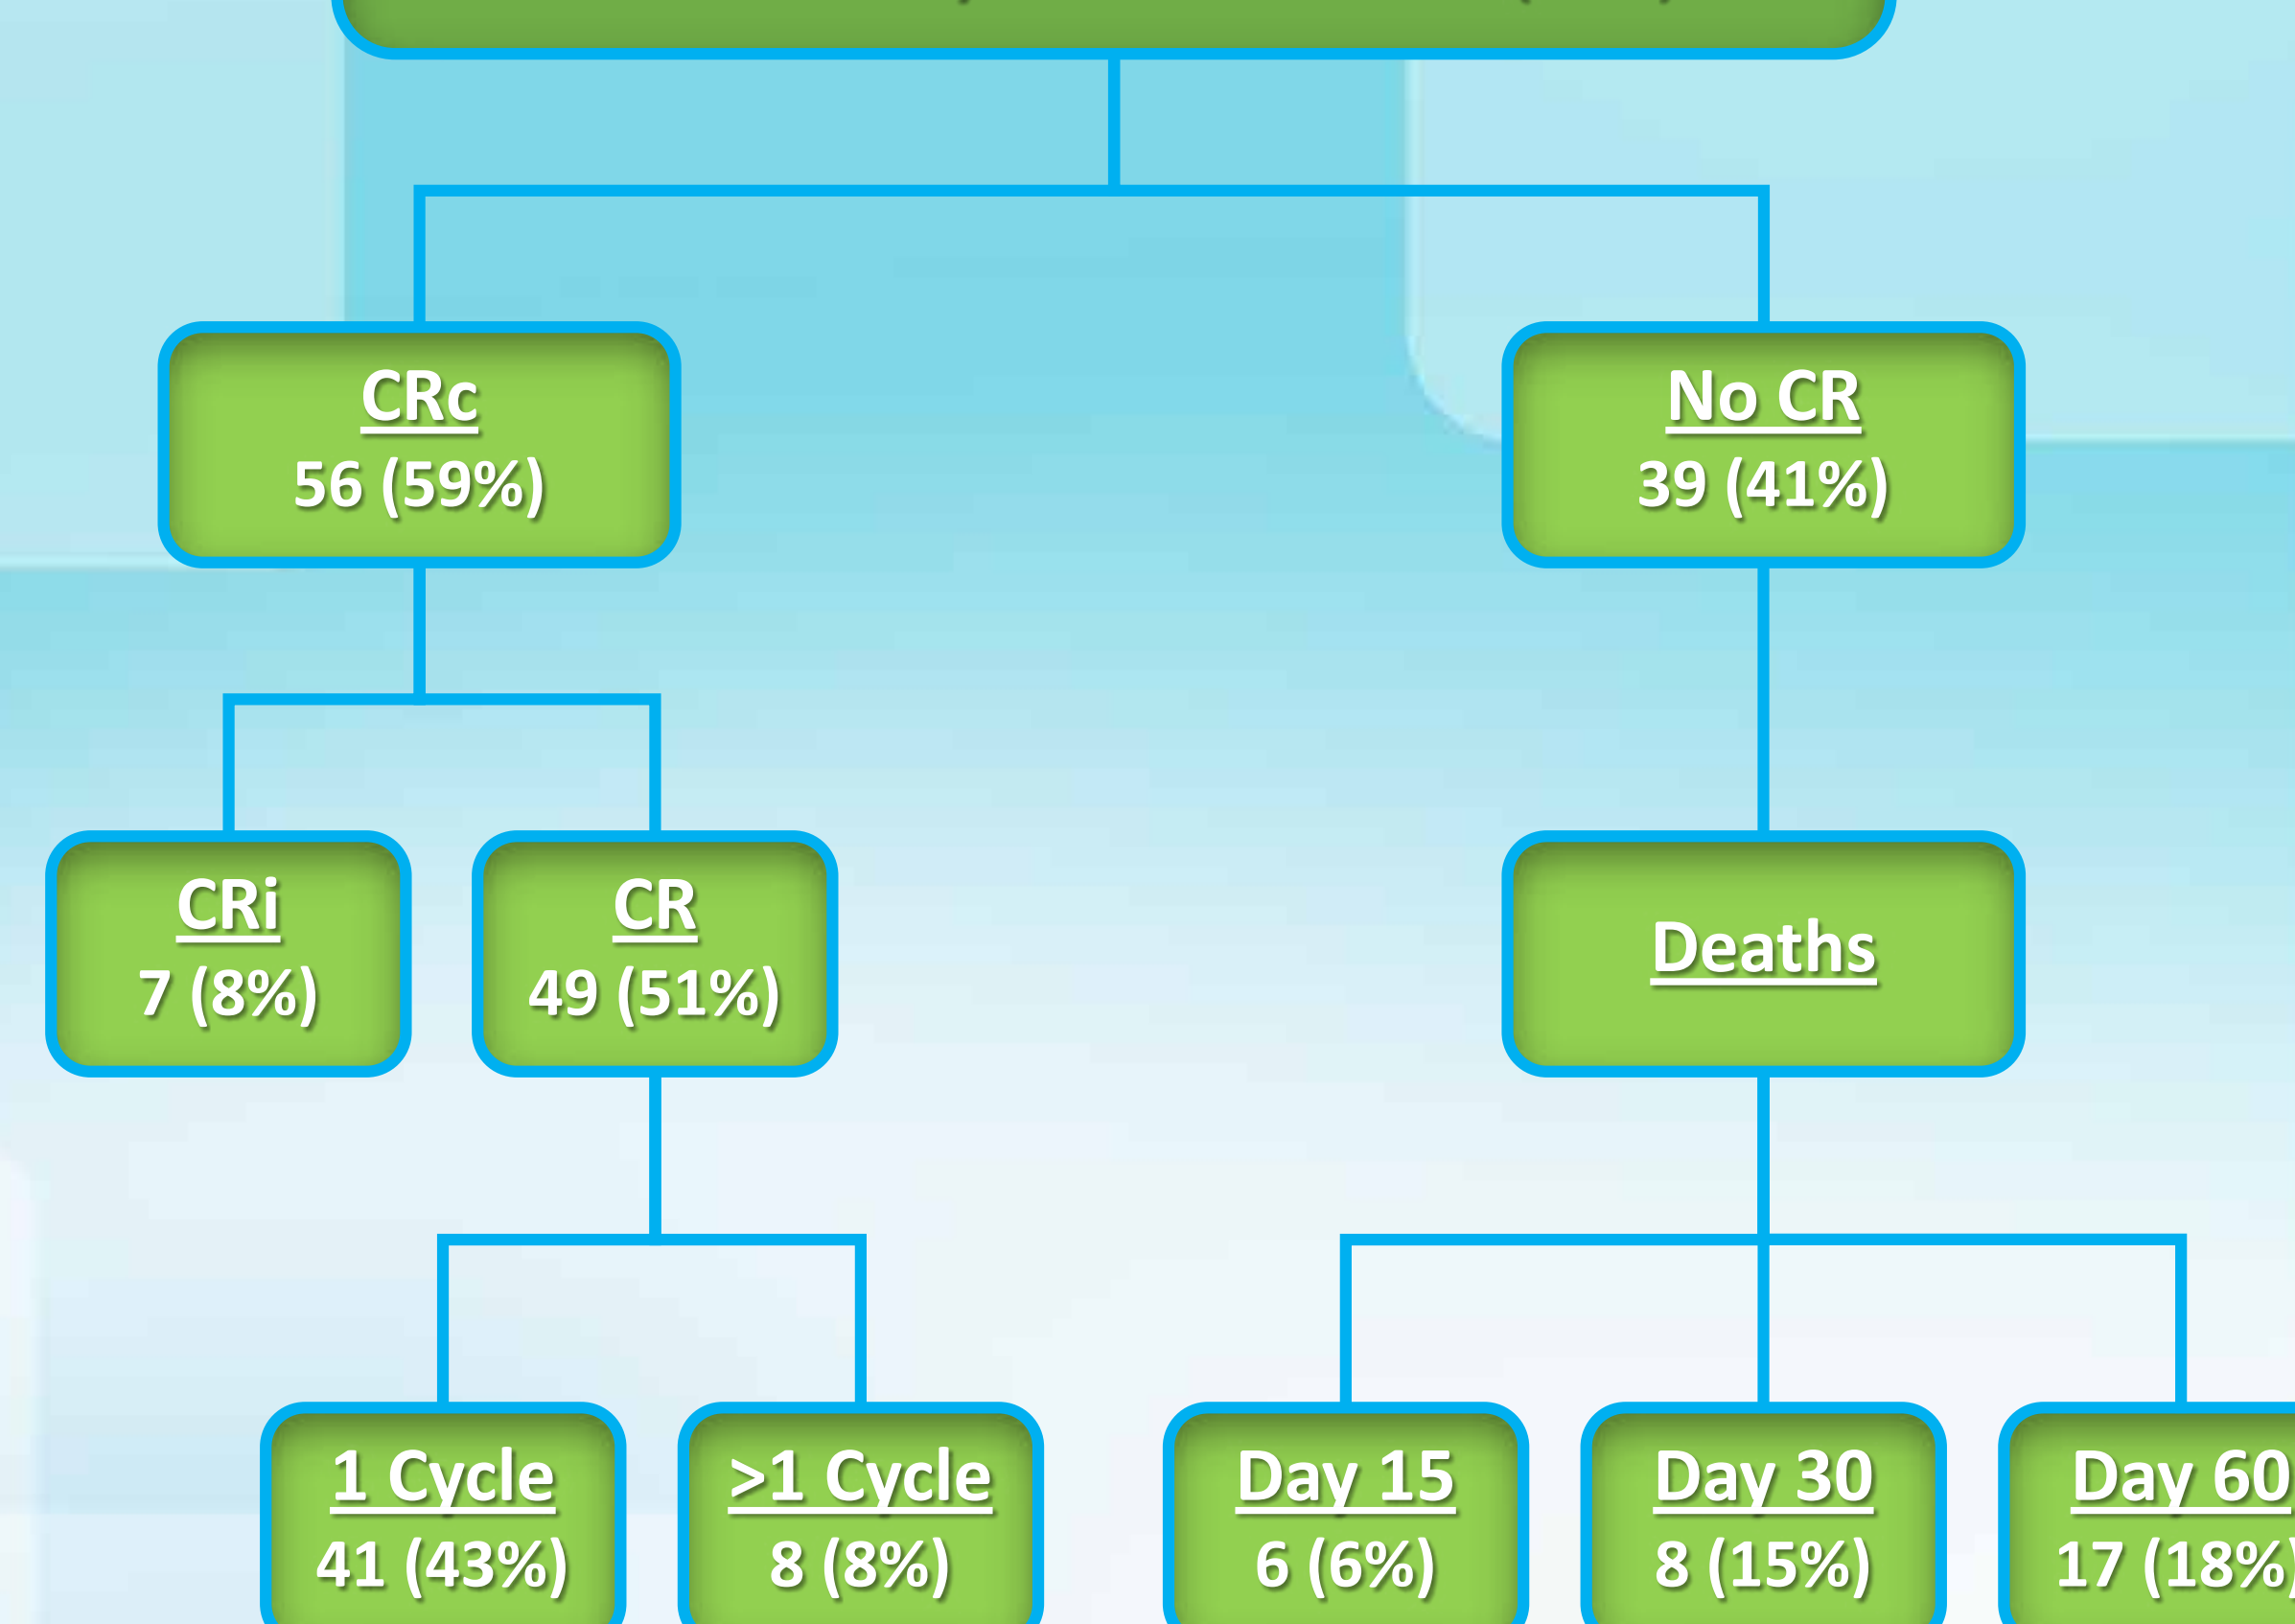 CRc
56 (59%)
No CR
39 (41%)
CRi
7 (8%)
CR
49 (51%)
Deaths
1 Cycle
41 (43%)
>1 Cycle
8 (8%)
Day 15
6 (6%)
Day 30
8 (15%)
Day 60
17 (18%)